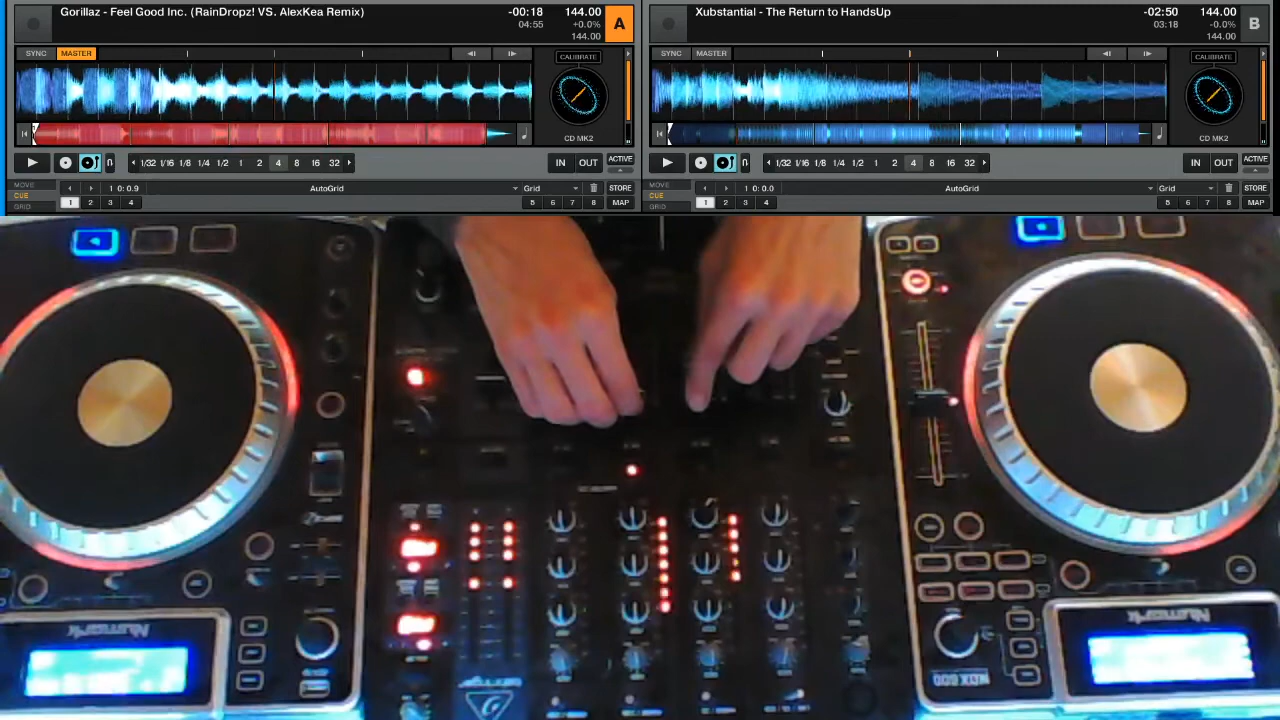 Gorillaz - Feel Good Inc. (RainDropz! VS. AlexKea Remix)
-00:18
144.00
04:55
+0.0%
144.00
A
SYNC
MASTER
CALIBRATE
CD MK2
1/32 1/16 1/8 1/4 1/2 1 2 4 8 16 32
IN
OUT
ACTIVE
MOVE
CUE
GRID
1 0: 0.9
AutoGrid
Grid
STORE
1 2 3 4
5 6 7 8
MAP
Xubstantial - The Return to HandsUp
-02:50
144.00
03:18
-0.0%
144.00
B
SYNC
MASTER
CALIBRATE
CD MK2
1/32 1/16 1/8 1/4 1/2 1 2 4 8 16 32
IN
OUT
ACTIVE
MOVE
CUE
GRID
1 0: 0.0
AutoGrid
Grid
STORE
1 2 3 4
5 6 7 8
MAP
Numark
Numark
NDX600